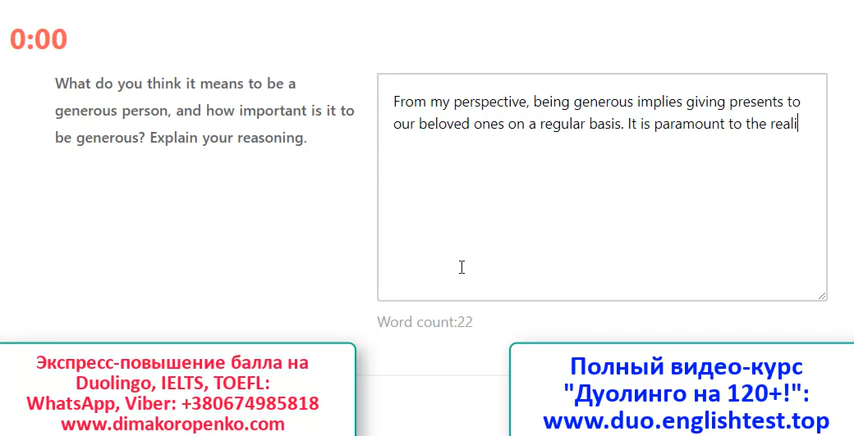 0:00
What do you think it means to be a
generous person, and how important is it to
be generous? Explain your reasoning.
From my perspective, being generous implies giving presents to
our beloved ones on a regular basis. It is paramount to the reali
Word count:22
Экспресс-повышение балла на
Duolingo, IELTS, TOEFL:
WhatsApp, Viber: +380674985818
www.dimakoropenko.com
Полный видео-курс
"Дуолинго на 120+!":
www.duo.englishtest.top